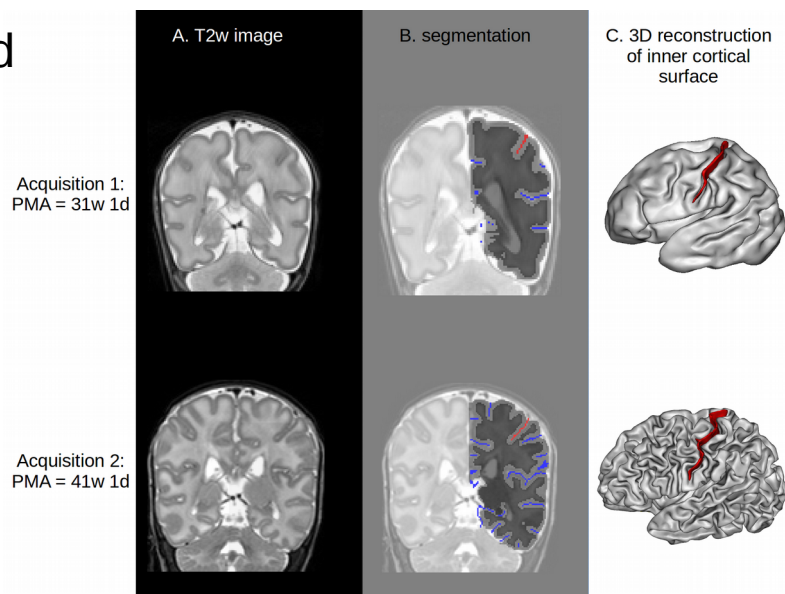 d
A. T2w image
B. segmentation
C. 3D reconstruction
of inner cortical
surface
Acquisition 1:
PMA = 31w 1d
Acquisition 2:
PMA = 41w 1d